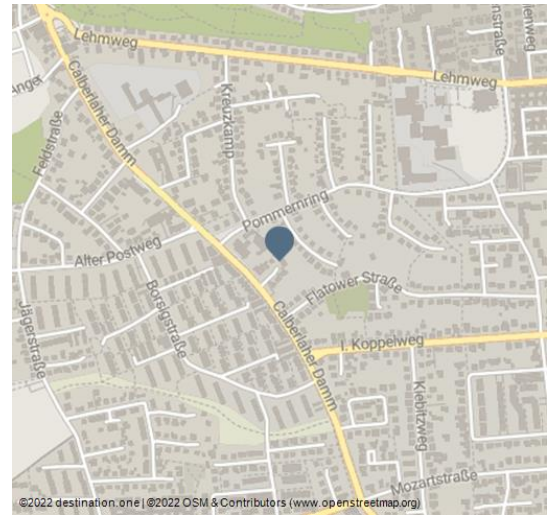 Lehmweg
Lehmweg
Calberlaher Damm
Anger
Feldstraße
Kreuzkamp
Pommernring
Alter Postweg
Borsigstraße
Jägerstraße
Flatower Straße
Calberlaher Damm
I. Koppelweg
Kiebitzweg
Mozartstraße
©2022 destination.one | ©2022 OSM & Contributors (www.openstreetmap.org)